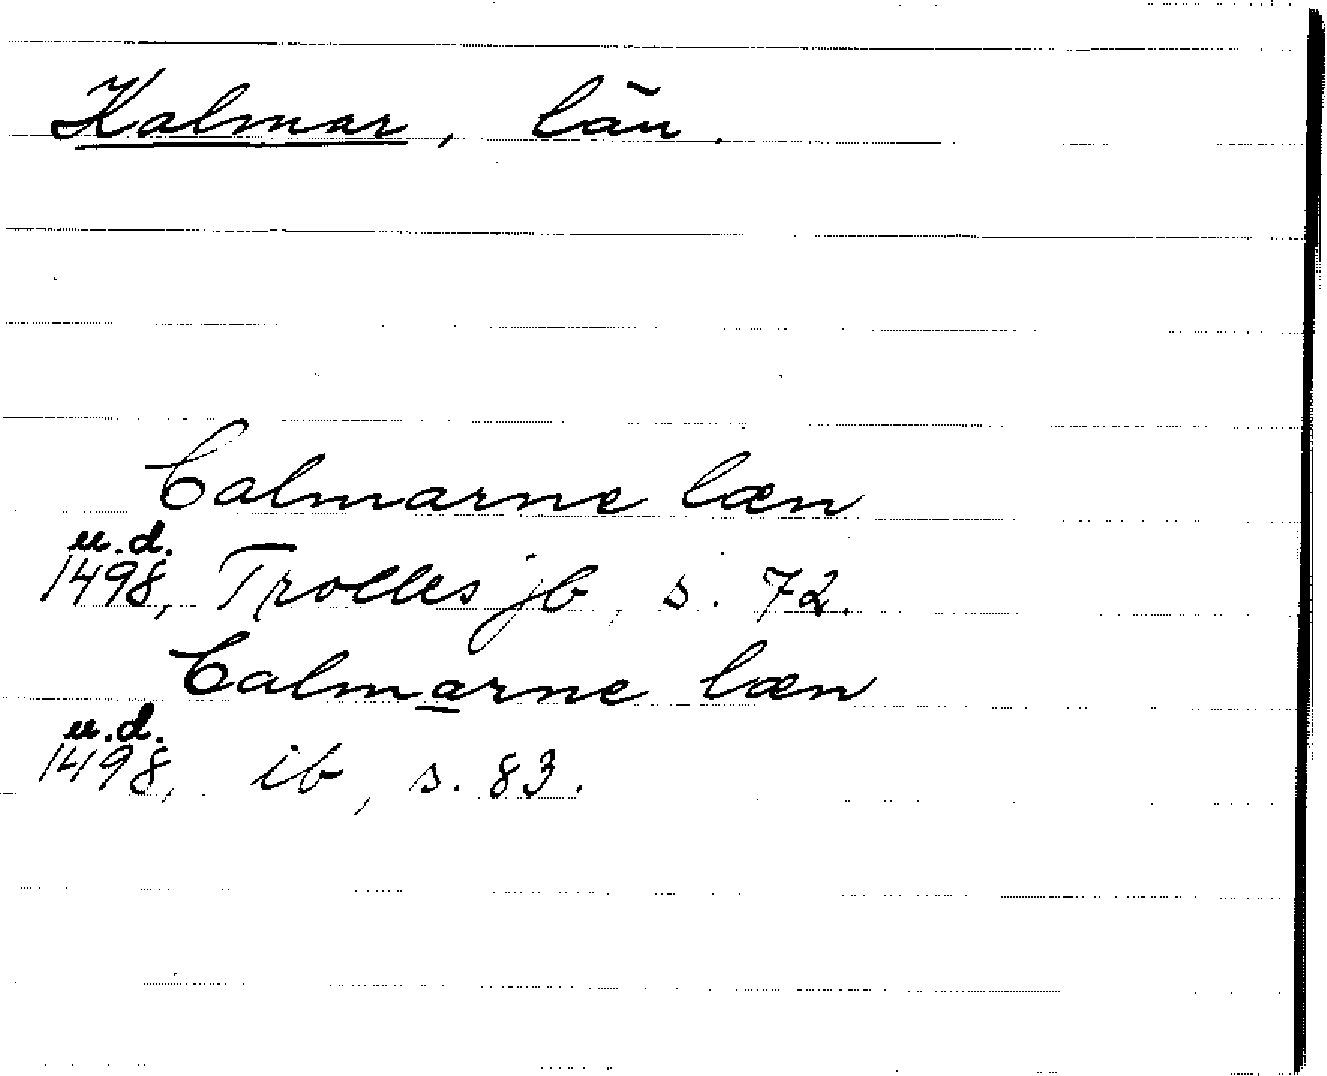 Kalmar, län.
Calmarne læn
u.d.
1498, Trolles jb, s. 72.
Calmarne læn
u.d.
1498, ib, s. 83.